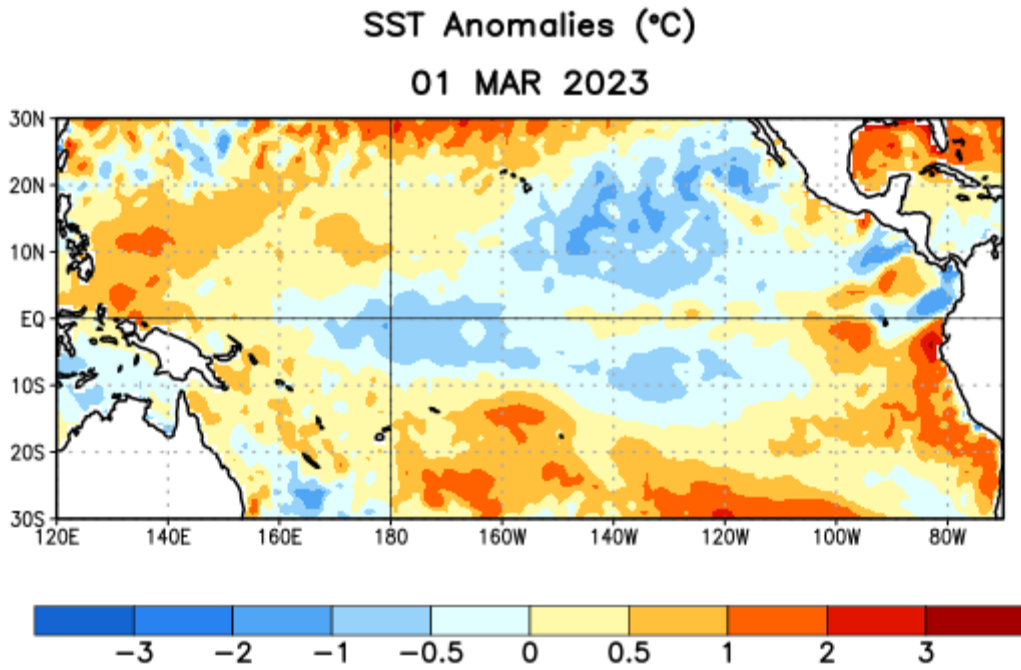 SST Anomalies (°C)
01 MAR 2023
30N
20N
10N
EQ
10S
20S
30S
120E 140E 160E 180 160W 140W 120W 100W 80W
-3 -2 -1 -0.5 0 0.5 1 2 3